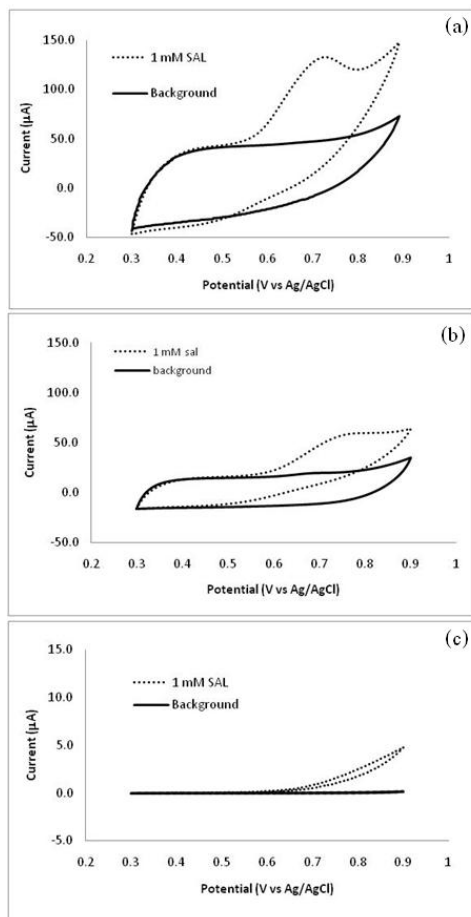 (a)
150.0
1 mM SAL
Background
100.0
Current (µA)
50.0
0.0
-50.0
0.2 0.3 0.4 0.5 0.6 0.7 0.8 0.9 1
Potential (V vs Ag/AgCl)
(b)
150.0
1 mM sal
background
100.0
Current (µA)
50.0
0.0
-50.0
0.2 0.3 0.4 0.5 0.6 0.7 0.8 0.9 1
Potential (V vs Ag/AgCl)
(c)
15.0
1 mM SAL
Background
10.0
Current (µA)
5.0
0.0
-5.0
0.2 0.3 0.4 0.5 0.6 0.7 0.8 0.9 1
Potential (V vs Ag/AgCl)